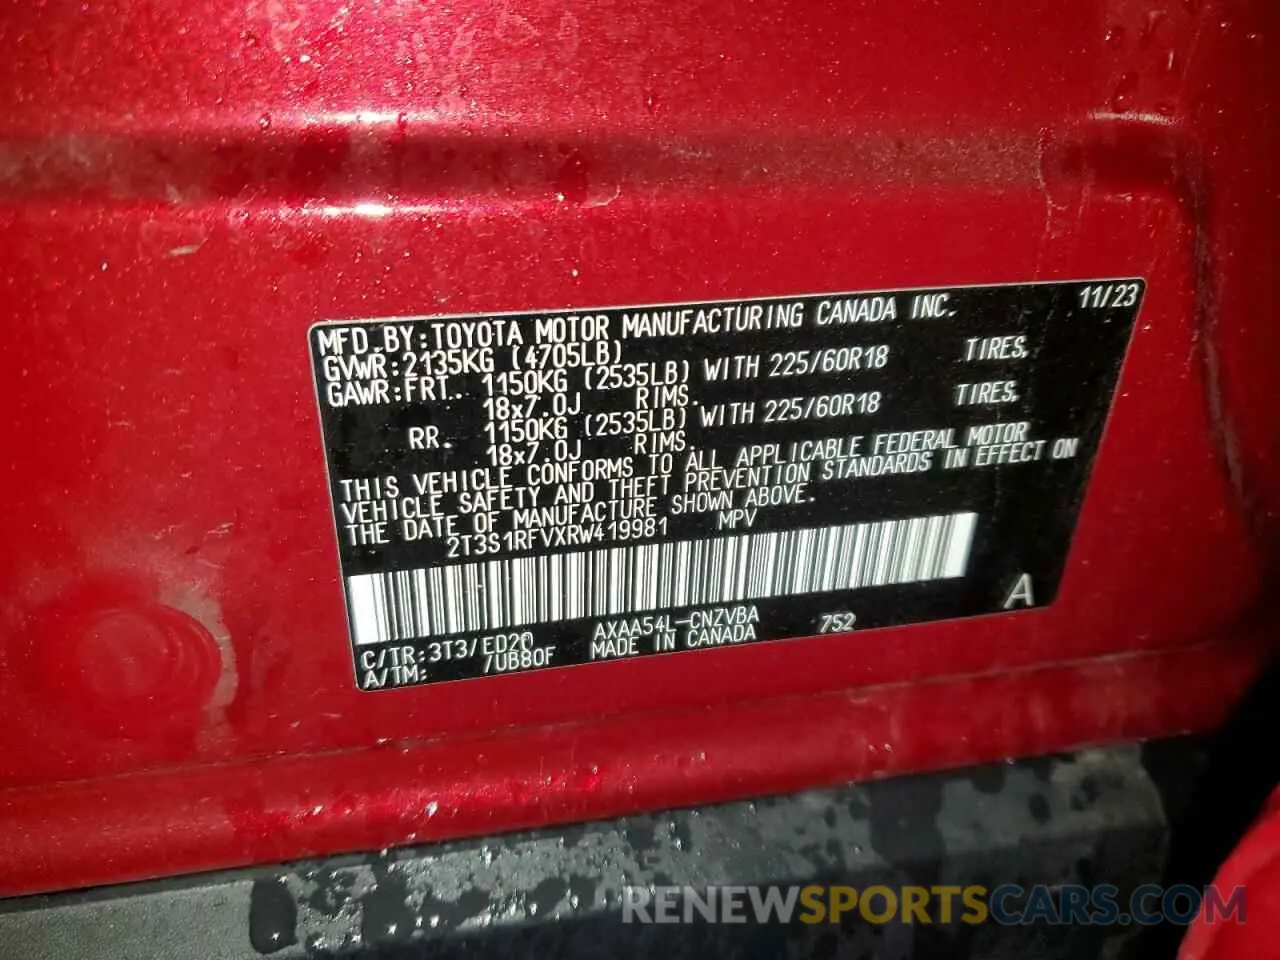 MFD.BY:TOYOTA MOTOR MANUFACTURING CANADA INC. 11/23
GVWR:2135KG (4705LB)
GAWR:FRT. 1150KG (2535LB) WITH 225/60R18 TIRES,
18x7.0J RIMS.
RR. 1150KG (2535LB) WITH 225/60R18 TIRES,
18x7.0J RIMS.
THIS VEHICLE CONFORMS TO ALL APPLICABLE FEDERAL MOTOR
VEHICLE SAFETY AND THEFT PREVENTION STANDARDS IN EFFECT ON
THE DATE OF MANUFACTURE SHOWN ABOVE.
2T3S1RFVXRW419981 MPV
A
C/TR:3T3/ED20 AXAA54L-CNZVBA 752
A/TM: /UB80F MADE IN CANADA
RENEWSPORTSCARS.COM